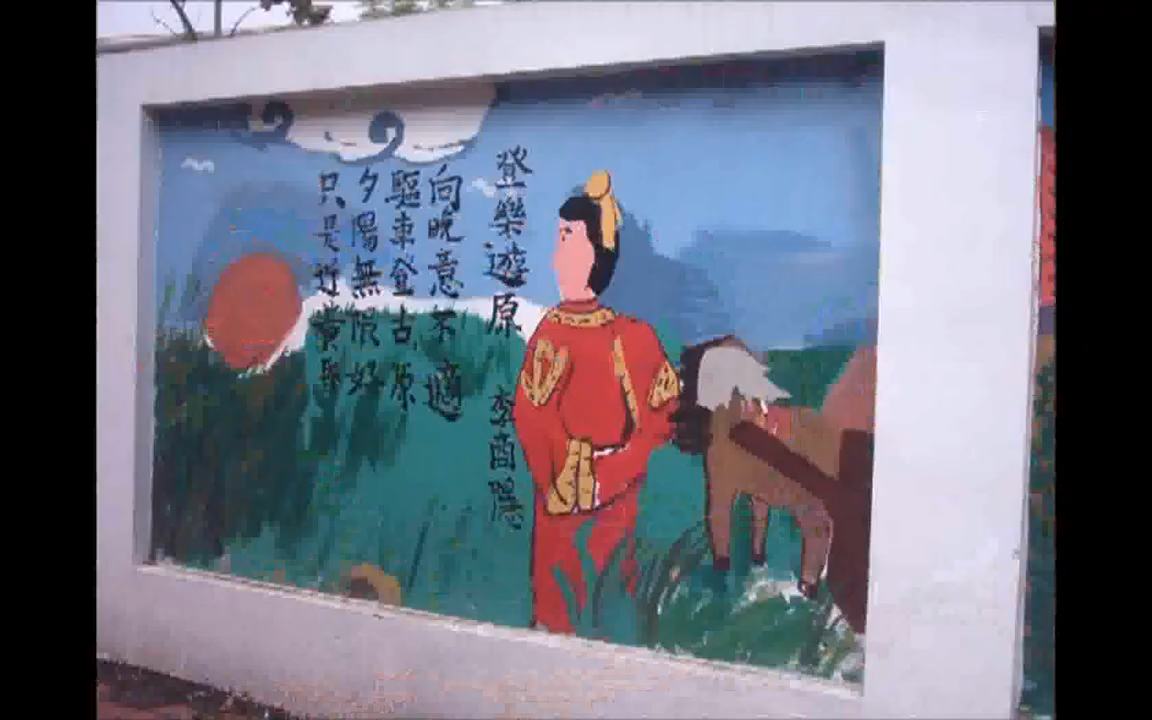 登樂遊原 李商隱
向晚意不適
驅東登古原
夕陽無限好
只是近黃昏